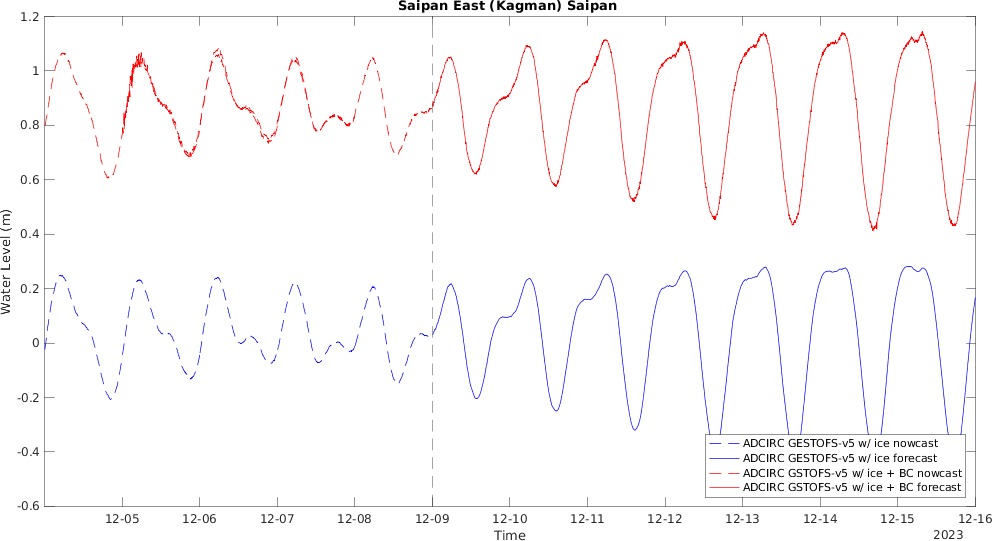 Saipan East (Kagman) Saipan
1.2
1
0.8
0.6
0.4
0.2
0
-0.2
-0.4
-0.6
Water Level (m)
ADCIRC GESTOFS-v5 w/ ice nowcast
ADCIRC GESTOFS-v5 w/ ice forecast
ADCIRC GSTOFS-v5 w/ ice + BC nowcast
ADCIRC GSTOFS-v5 w/ ice + BC forecast
12-05 12-06 12-07 12-08 12-09 12-10 12-11 12-12 12-13 12-14 12-15 12-16
Time
2023